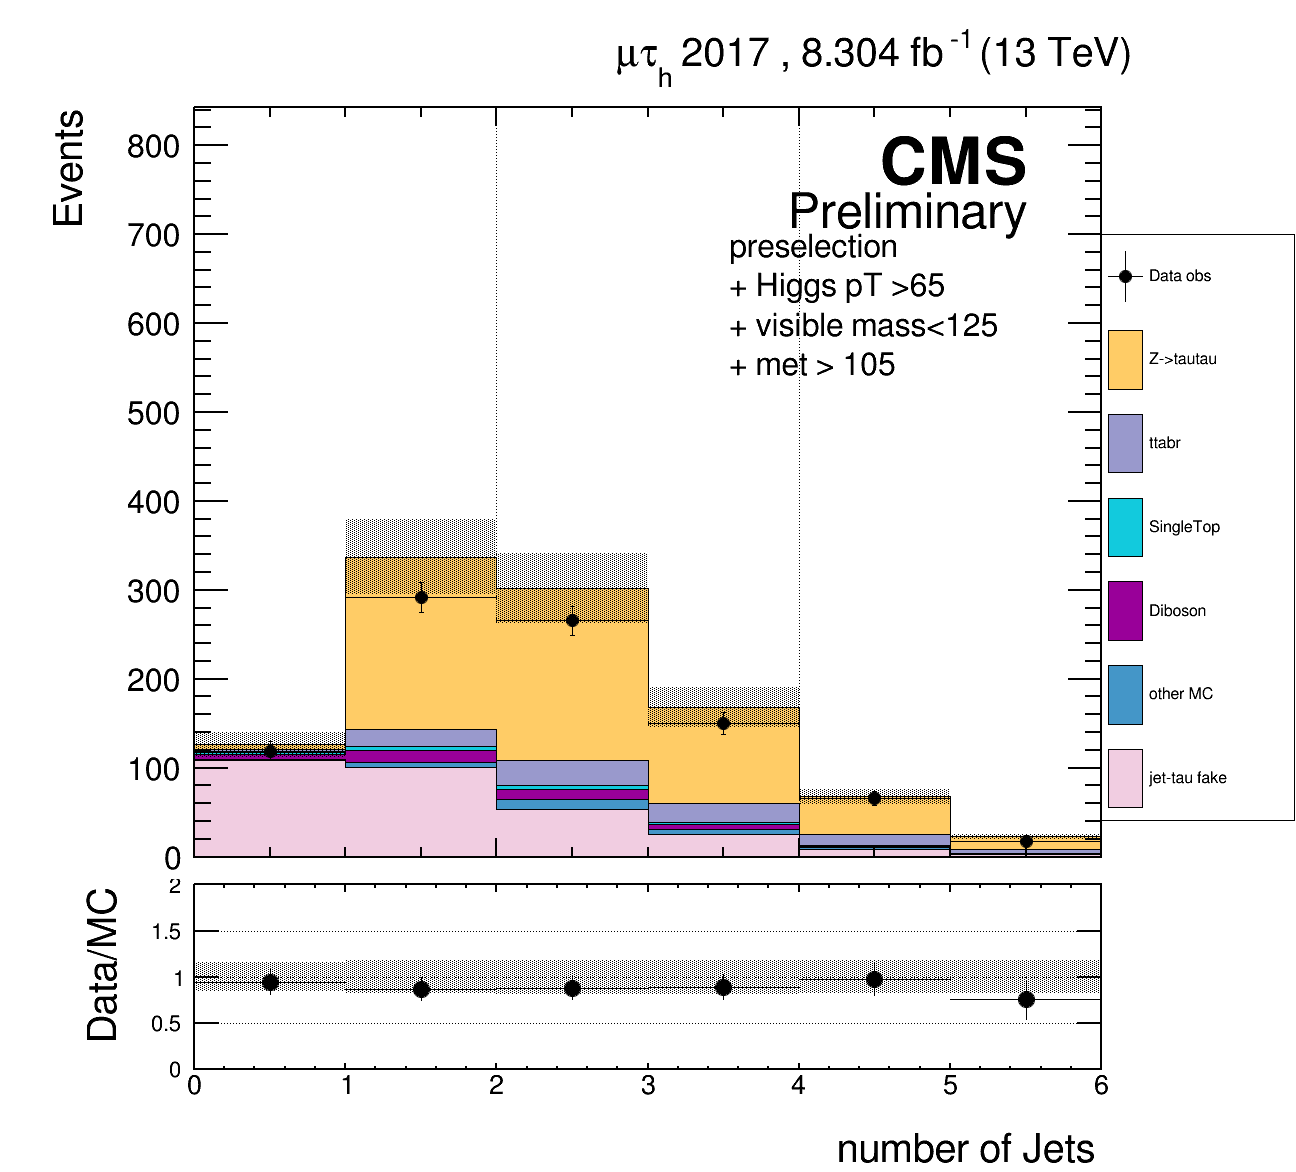 μτh 2017 , 8.304 fb-1 (13 TeV)
Events
800
700
600
500
400
300
200
100
0
CMS
Preliminary
preselection
+ Higgs pT >65
+ visible mass<125
+ met > 105
Data obs
Z->tautau
ttabr
SingleTop
Diboson
other MC
jet-tau fake
Data/MC
2
1.5
1
0.5
0
0 1 2 3 4 5 6
number of Jets